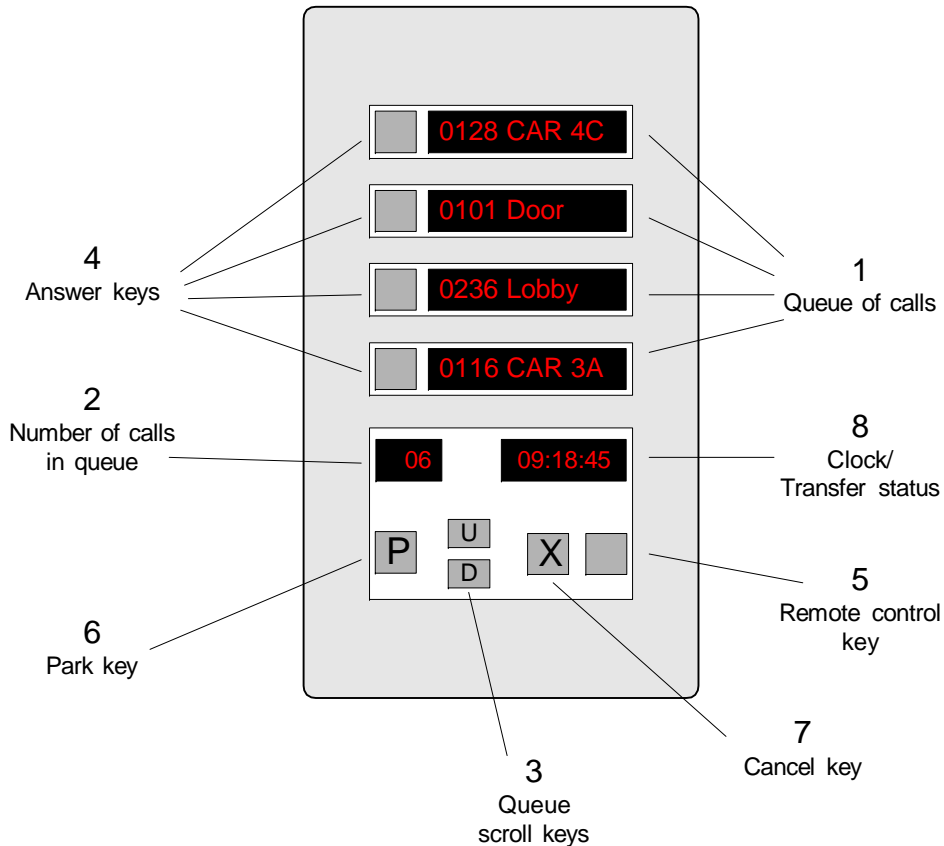 0128 CAR 4C
0101 Door
0236 Lobby
0116 CAR 3A
4
Answer keys
1
Queue of calls
2
Number of calls
in queue
06
09:18:45
8
Clock/
Transfer status
P
U
D
X
5
Remote control
key
6
Park key
7
Cancel key
3
Queue
scroll keys